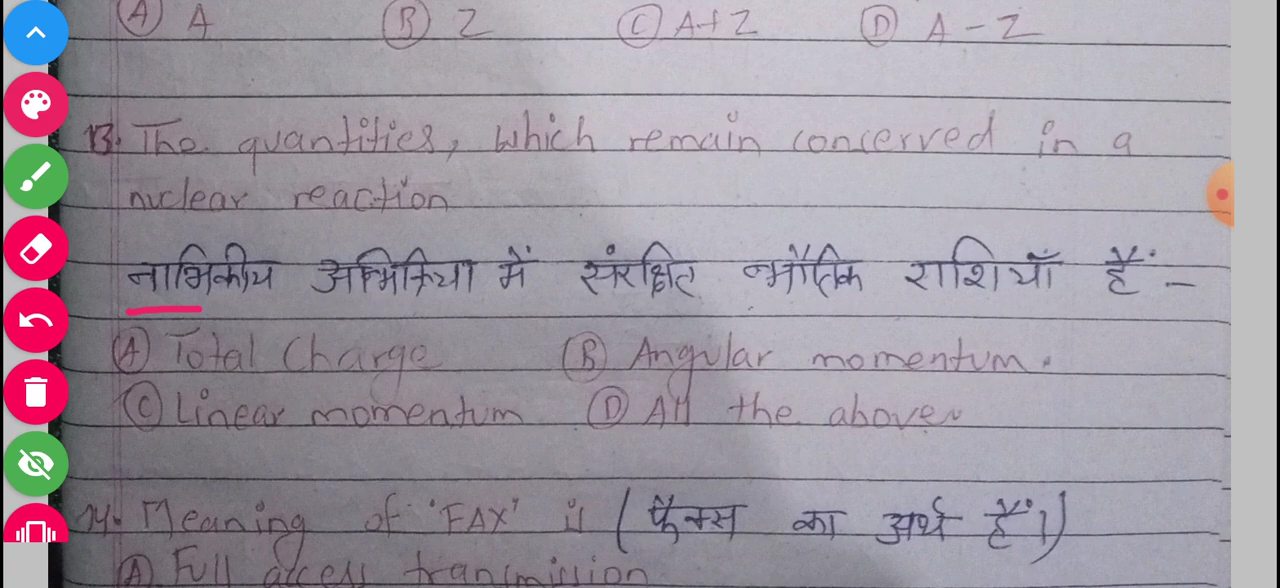 (A) A (B) Z (C) A+Z (D) A-Z
13. The quantities, which remain concerved in a
nuclear reaction
नाभिकीय अभिक्रिया में संरक्षित भौतिक राशियाँ हैं -
(A) Total Charge (B) Angular momentum.
(C) Linear momentum (D) All the above
14. Meaning of 'FAX' is (फैक्स का अर्थ हैं।)
(A) Full access transmission